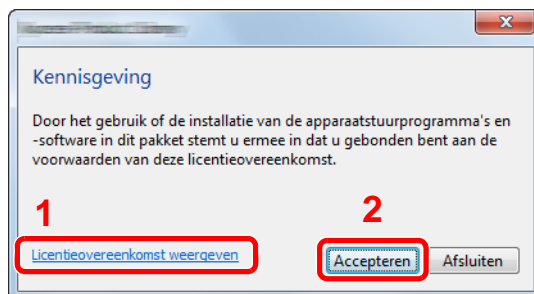 Kennisgeving
Door het gebruik of de installatie van de apparaatstuurprogramma's en
-software in dit pakket stemt u ermee in dat u gebonden bent aan de
voorwaarden van deze licentieovereenkomst.
1
2
Licentieovereenkomst weergeven
Accepteren
Afsluiten